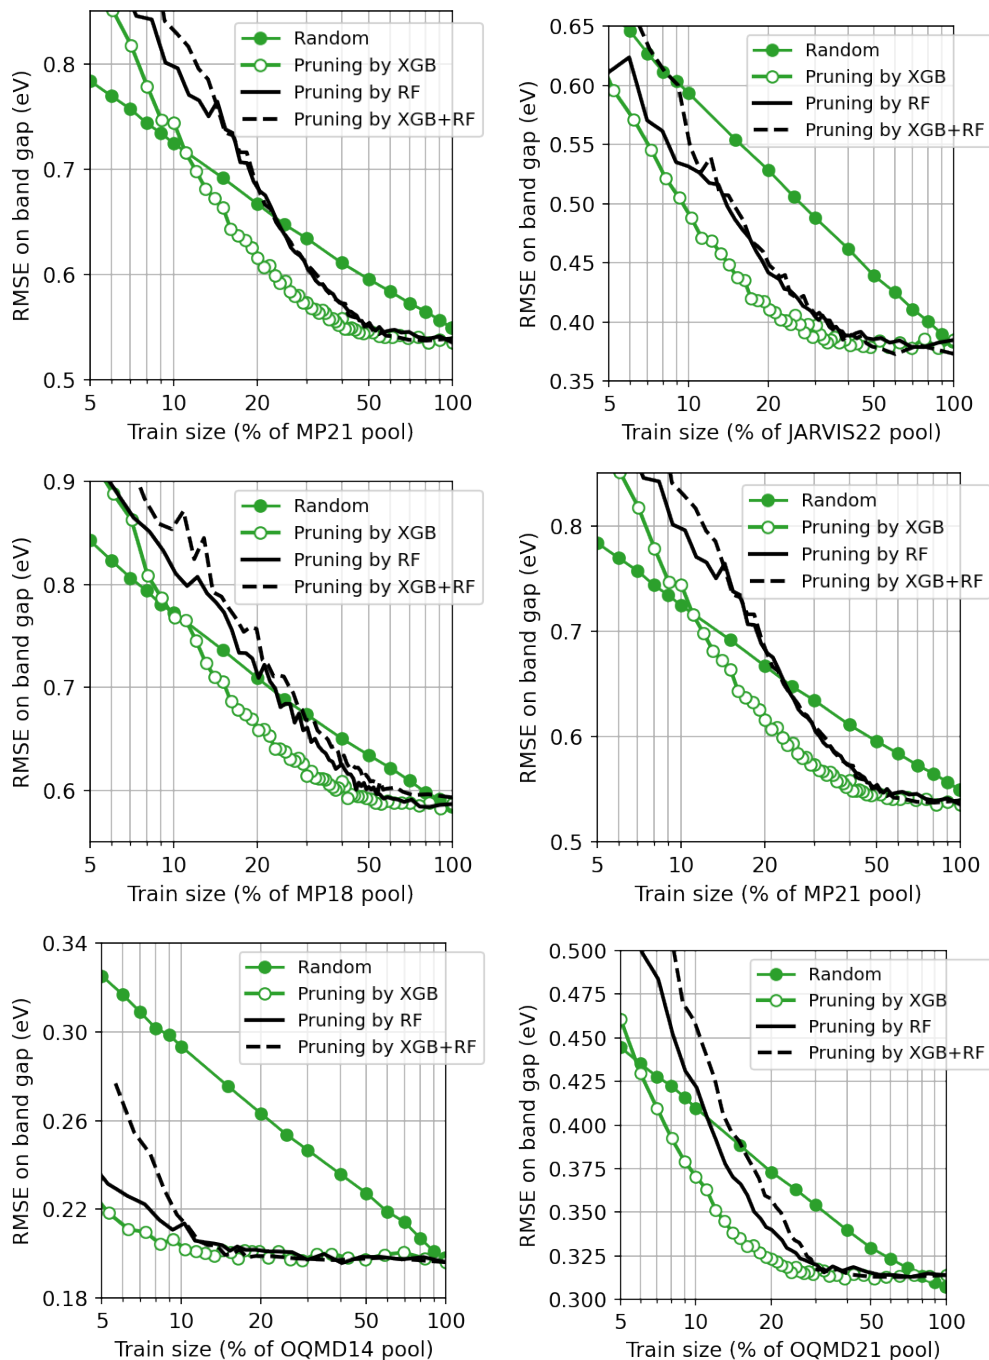 0.8
0.7
0.6
0.5
RMSE on band gap (eV)
Random
Pruning by XGB
Pruning by RF
Pruning by XGB+RF
5 10 20 50 100
Train size (% of MP21 pool)
0.65
0.60
0.55
0.50
0.45
0.40
0.35
RMSE on band gap (eV)
Random
Pruning by XGB
Pruning by RF
Pruning by XGB+RF
5 10 20 50 100
Train size (% of JARVIS22 pool)
0.9
0.8
0.7
0.6
RMSE on band gap (eV)
Random
Pruning by XGB
Pruning by RF
Pruning by XGB+RF
5 10 20 50 100
Train size (% of MP18 pool)
0.8
0.7
0.6
0.5
RMSE on band gap (eV)
Random
Pruning by XGB
Pruning by RF
Pruning by XGB+RF
5 10 20 50 100
Train size (% of MP21 pool)
0.34
0.30
0.26
0.22
0.18
RMSE on band gap (eV)
Random
Pruning by XGB
Pruning by RF
Pruning by XGB+RF
5 10 20 50 100
Train size (% of OQMD14 pool)
0.500
0.475
0.450
0.425
0.400
0.375
0.350
0.325
0.300
RMSE on band gap (eV)
Random
Pruning by XGB
Pruning by RF
Pruning by XGB+RF
5 10 20 50 100
Train size (% of OQMD21 pool)